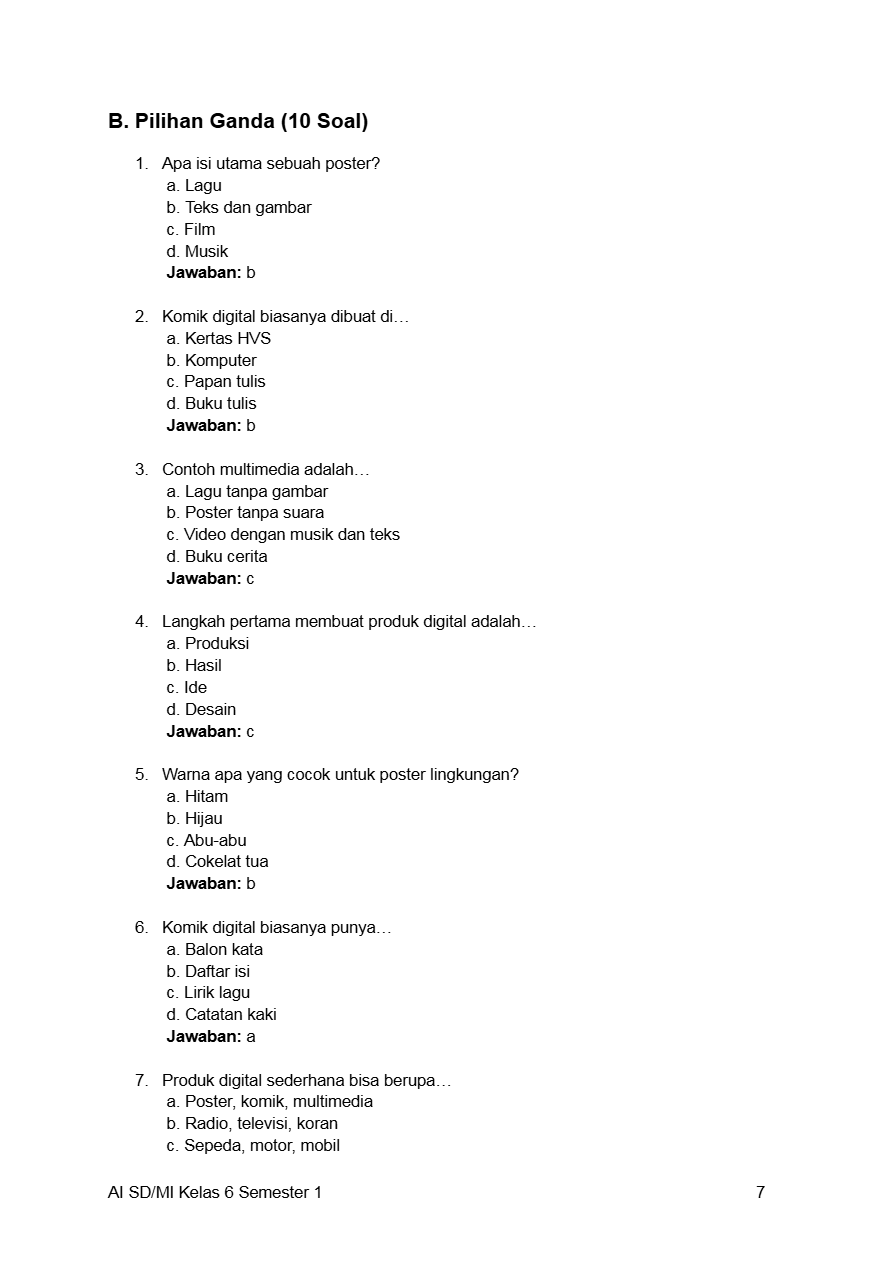 B. Pilihan Ganda (10 Soal)
1. Apa isi utama sebuah poster?
a. Lagu
b. Teks dan gambar
c. Film
d. Musik
Jawaban: b
2. Komik digital biasanya dibuat di…
a. Kertas HVS
b. Komputer
c. Papan tulis
d. Buku tulis
Jawaban: b
3. Contoh multimedia adalah…
a. Lagu tanpa gambar
b. Poster tanpa suara
c. Video dengan musik dan teks
d. Buku cerita
Jawaban: c
4. Langkah pertama membuat produk digital adalah…
a. Produksi
b. Hasil
c. Ide
d. Desain
Jawaban: c
5. Warna apa yang cocok untuk poster lingkungan?
a. Hitam
b. Hijau
c. Abu-abu
d. Cokelat tua
Jawaban: b
6. Komik digital biasanya punya…
a. Balon kata
b. Daftar isi
c. Lirik lagu
d. Catatan kaki
Jawaban: a
7. Produk digital sederhana bisa berupa…
a. Poster, komik, multimedia
b. Radio, televisi, koran
c. Sepeda, motor, mobil
AI SD/MI Kelas 6 Semester 1 7